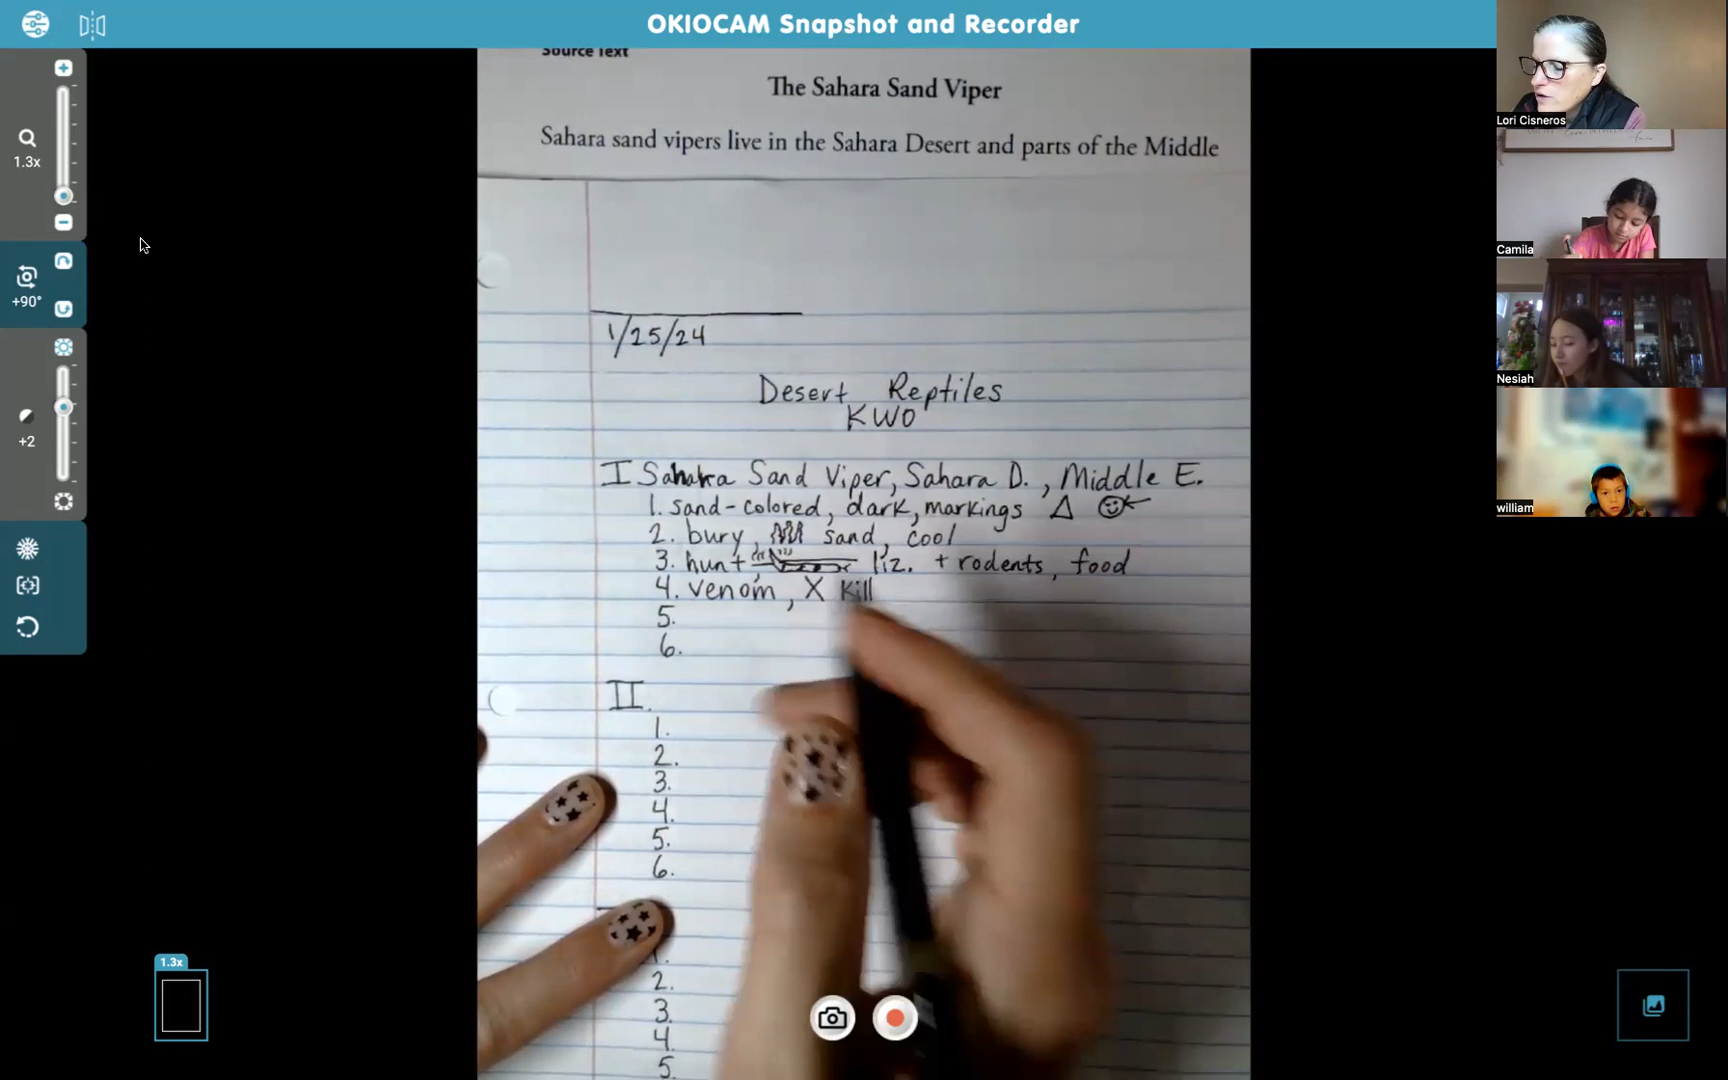 OKIOCAM Snapshot and Recorder
1.3x
+90°
+2
1.3x
Source Text
The Sahara Sand Viper
Sahara sand vipers live in the Sahara Desert and parts of the Middle
1/25/24
Desert Reptiles
KWO
I Sahara Sand Viper, Sahara D., Middle E.
1. sand-colored, dark, markings
2. bury, sand, cool
3. hunt, liz. + rodents, food
4. venom, X kill
5.
6.
II.
1.
2.
3.
4.
5.
6.
1.
2.
3.
4.
5.
Lori Cisneros
Camila
Nesiah
william